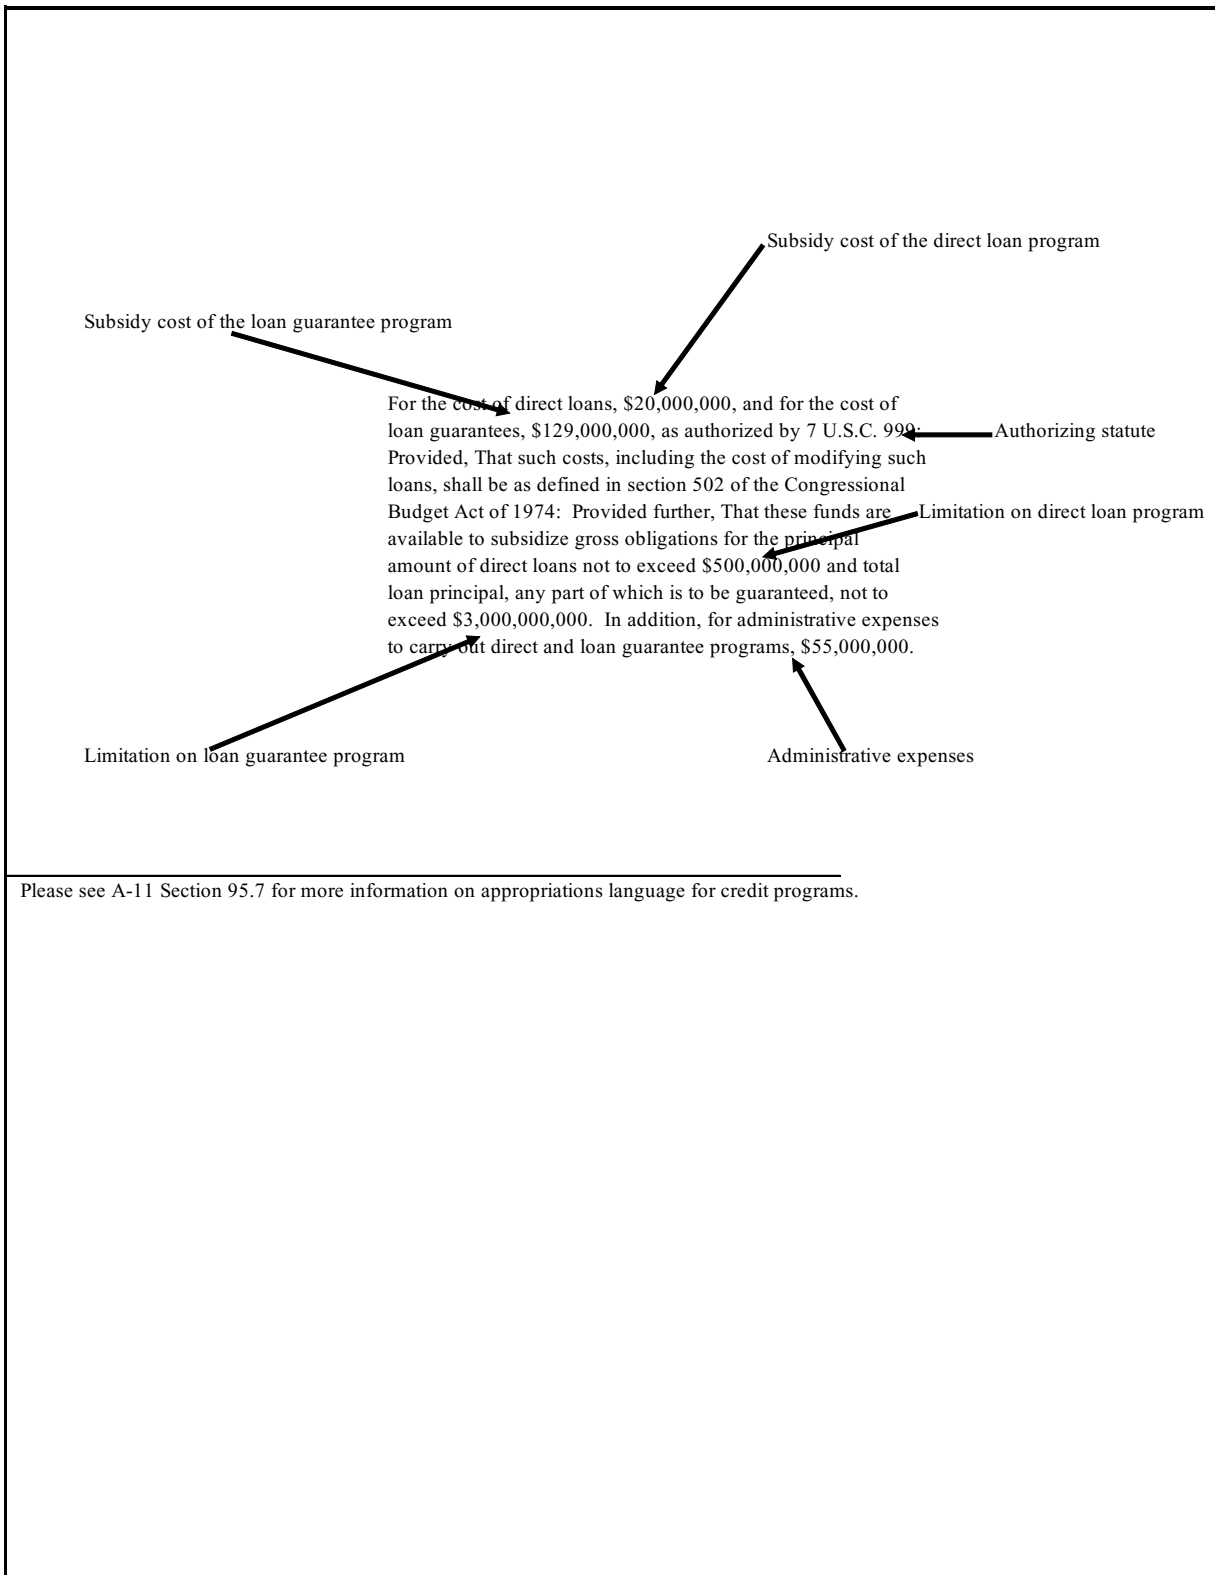 Subsidy cost of the direct loan program
Subsidy cost of the loan guarantee program
For the cost of direct loans, $20,000,000, and for the cost of
loan guarantees, $129,000,000, as authorized by 7 U.S.C. 999:
Authorizing statute
Provided, That such costs, including the cost of modifying such
loans, shall be as defined in section 502 of the Congressional
Budget Act of 1974:  Provided further, That these funds are
Limitation on direct loan program
available to subsidize gross obligations for the principal
amount of direct loans not to exceed $500,000,000 and total
loan principal, any part of which is to be guaranteed, not to
exceed $3,000,000,000.  In addition, for administrative expenses
to carry out direct and loan guarantee programs, $55,000,000.
Limitation on loan guarantee program
Administrative expenses
Please see A-11 Section 95.7 for more information on appropriations language for credit programs.